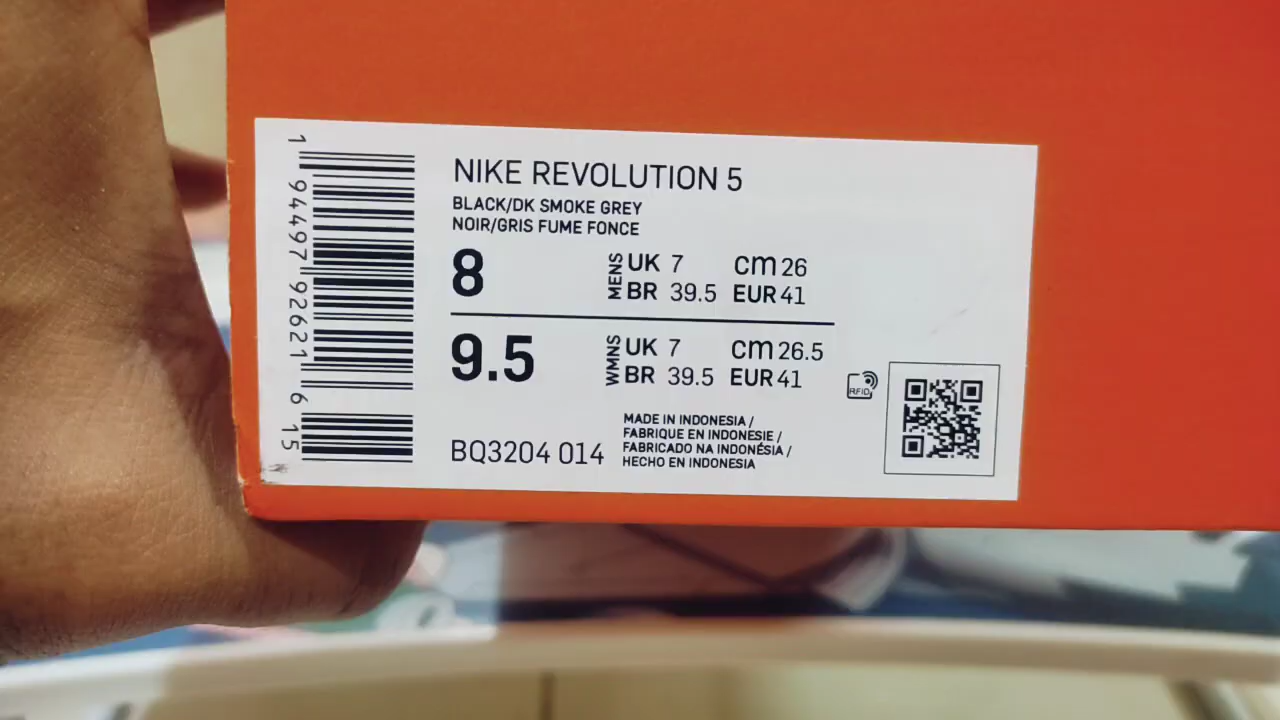 1 94497 92621 6 15
NIKE REVOLUTION 5
BLACK/DK SMOKE GREY
NOIR/GRIS FUME FONCE
8 MENS UK 7 cm 26
BR 39.5 EUR 41
9.5 WMNS UK 7 cm 26.5
BR 39.5 EUR 41
BQ3204 014
MADE IN INDONESIA /
FABRIQUE EN INDONESIE /
FABRICADO NA INDONÉSIA /
HECHO EN INDONESIA
RFID